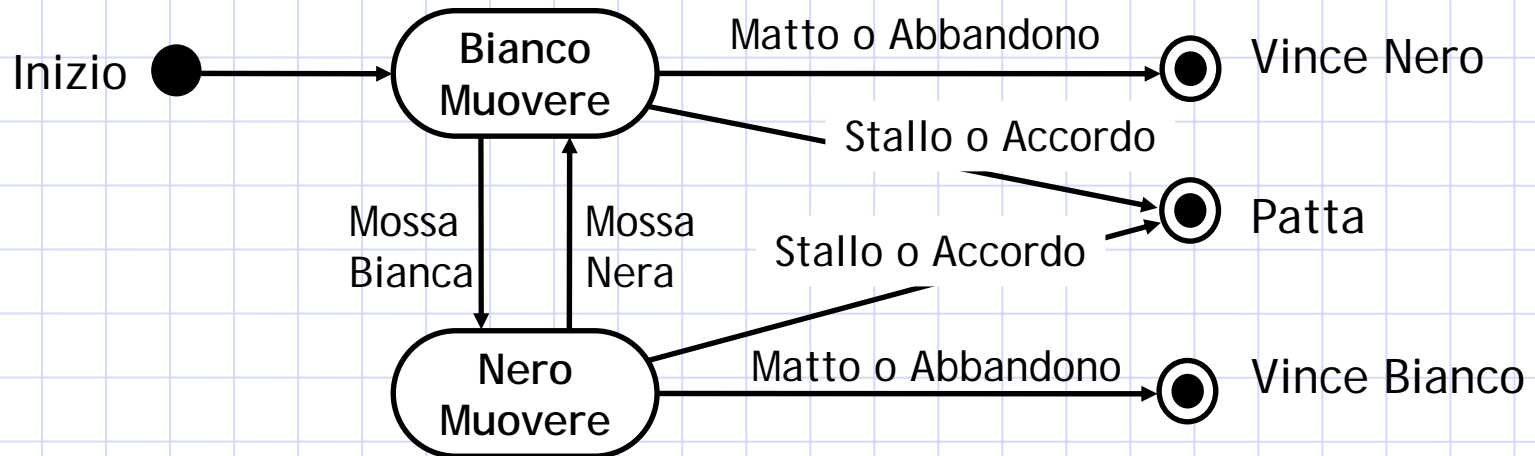 Inizio
Bianco
Muovere
Matto o Abbandono
Vince Nero
Stallo o Accordo
Patta
Mossa
Bianca
Mossa
Nera
Stallo o Accordo
Nero
Muovere
Matto o Abbandono
Vince Bianco